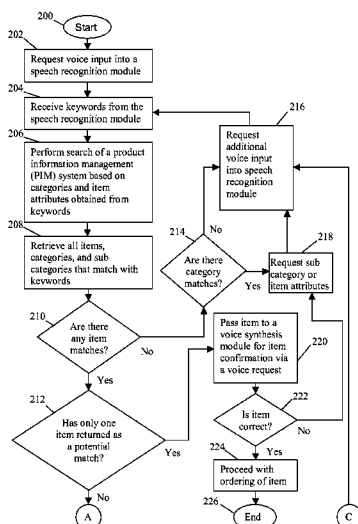 200
Start
202
Request voice input into a
speech recognition module
204
Receive keywords from the
speech recognition module
206
Perform search of a product
information management
(PIM) system based on
categories and item
attributes obtained from
keywords
208
Retrieve all items,
categories, and sub
categories that match with
keywords
210
Are there
any item
matches?
No
Yes
212
Has only one
item returned as
a potential
match?
Yes
No
A
214
Are there
category
matches?
No
Yes
216
Request
additional
voice input
into speech
recognition
module
218
Request sub
category or
item attributes
Pass item to a
voice synthesis
module for item
confirmation via
a voice request
220
222
Is item
correct?
No
Yes
224
Proceed with
ordering of item
226
End
C